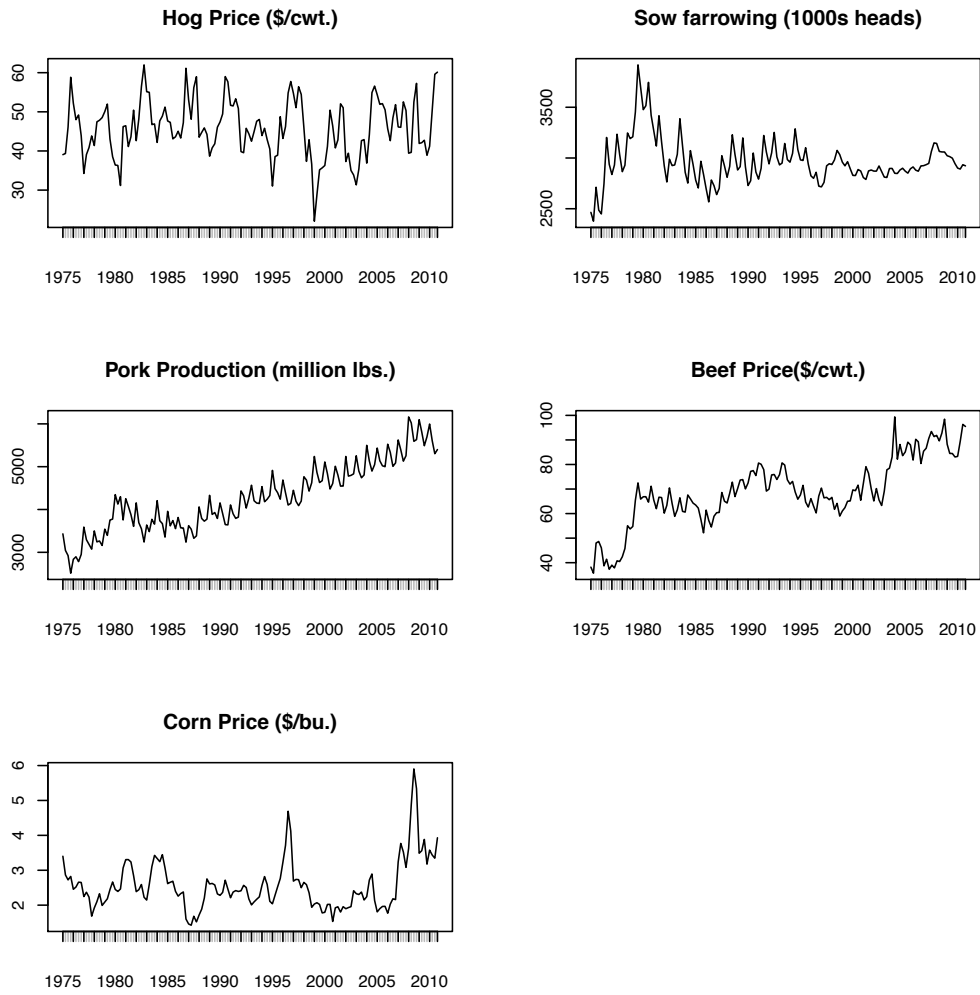 Hog Price ($/cwt.)
60
50
40
30
1975 1980 1985 1990 1995 2000 2005 2010
Sow farrowing (1000s heads)
3500
2500
1975 1980 1985 1990 1995 2000 2005 2010
Pork Production (million lbs.)
5000
3000
1975 1980 1985 1990 1995 2000 2005 2010
Beef Price($/cwt.)
100
80
60
40
1975 1980 1985 1990 1995 2000 2005 2010
Corn Price ($/bu.)
6
5
4
3
2
1975 1980 1985 1990 1995 2000 2005 2010